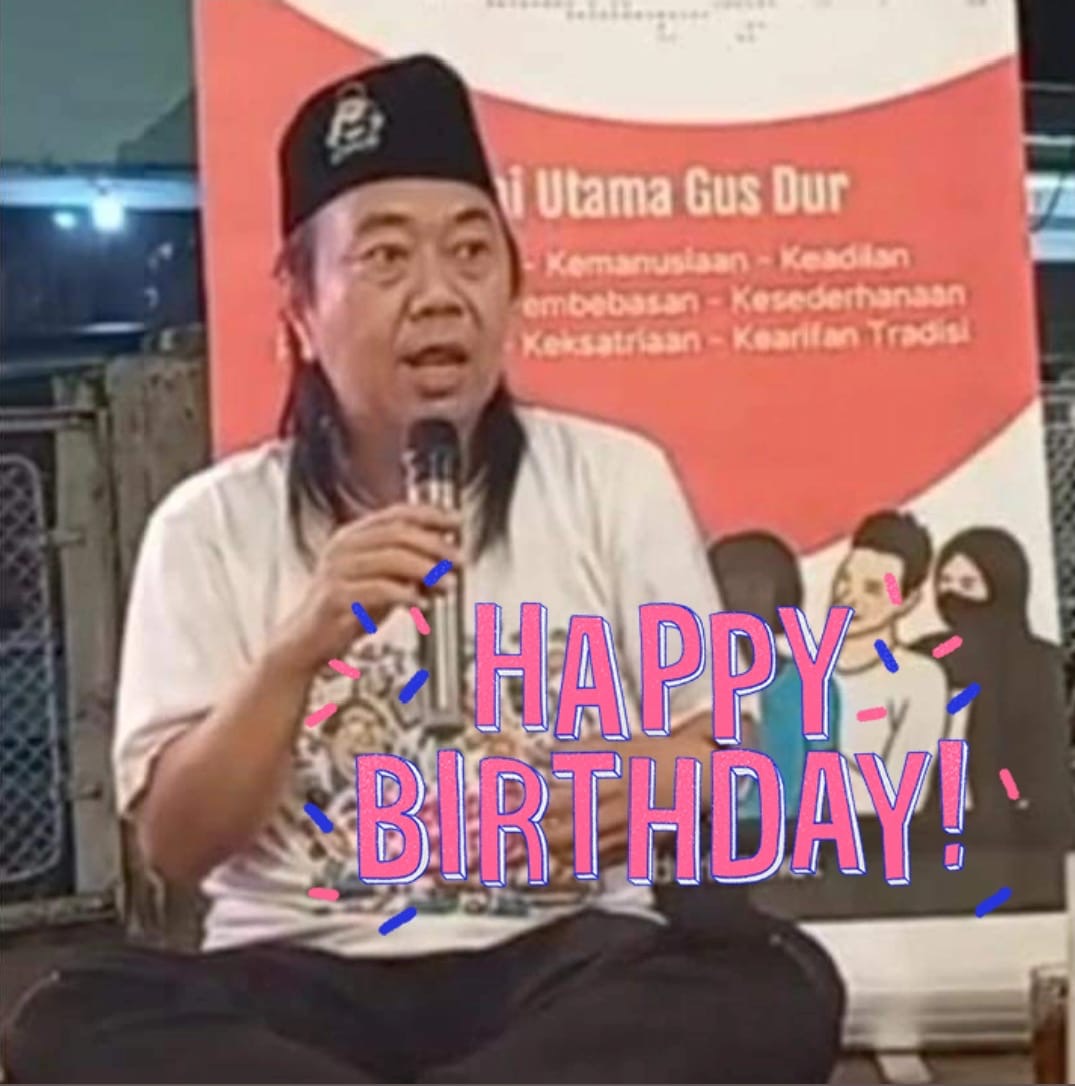 Utama Gus Dur
- Kemanusiaan - Keadilan
embebasan - Kesederhanaan
- Keksatriaan - Kearifan Tradisi
HAPPY
BIRTHDAY!